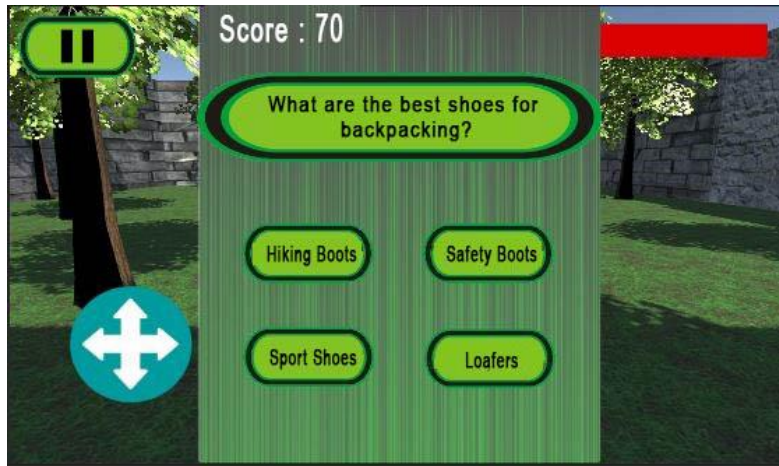 Score : 70
What are the best shoes for
backpacking?
Hiking Boots
Safety Boots
Sport Shoes
Loafers